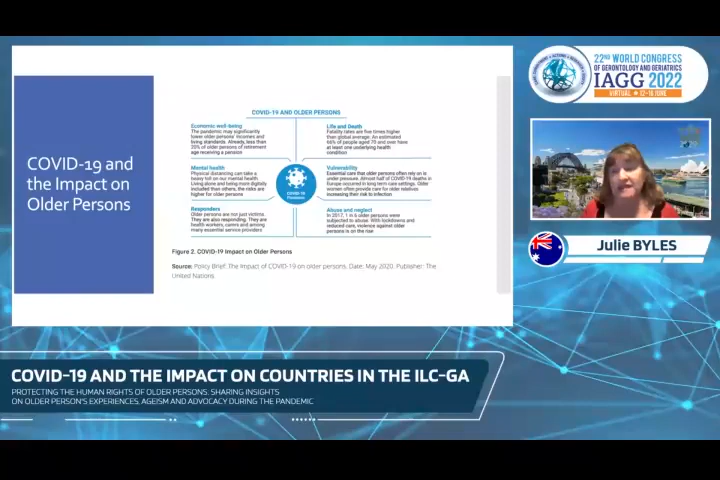 COVID-19 and
the Impact on
Older Persons
COVID-19 AND OLDER PERSONS
Economic well-being
The pandemic may significantly
lower older persons' incomes and
living standards. Already, less than
20% of older persons of retirement
age receiving a pension
Mental health
Physical distancing can take a
heavy toll on our mental health.
Living alone and being more digitally
included than others, the risks are
higher for older persons
Responders
Older persons are not just victims.
They are also responding. They are
health workers, carers and among
many essential service providers
COVID-19
Life and Death
Fatality rates are five times higher
than global average. An estimated
66% of people aged 70 and over have
at least one underlying health
condition
Vulnerability
Essential care that older persons often rely on is
under pressure. Almost half of COVID-19 deaths in
Europe occurred in long term care settings. Older
women often provide care for older relatives
increasing their risk to infection
Abuse and neglect
In 2017, 1 in 6 older persons were
subjected to abuse. With lockdowns and
reduced care, violence against older
persons is on the rise
Figure 2. COVID-19 Impact on Older Persons
Source: Policy Brief: The Impact of COVID-19 on older persons. Date: May 2020. Publisher: The
United Nations
22ND WORLD CONGRESS
OF GERONTOLOGY AND GERIATRICS
IAGG 2022
VIRTUAL 12-16 JUNE
Julie BYLES
COVID-19 AND THE IMPACT ON COUNTRIES IN THE ILC-GA
PROTECTING THE HUMAN RIGHTS OF OLDER PERSONS: SHARING INSIGHTS
ON OLDER PERSON'S EXPERIENCES, AGEISM AND ADVOCACY DURING THE PANDEMIC